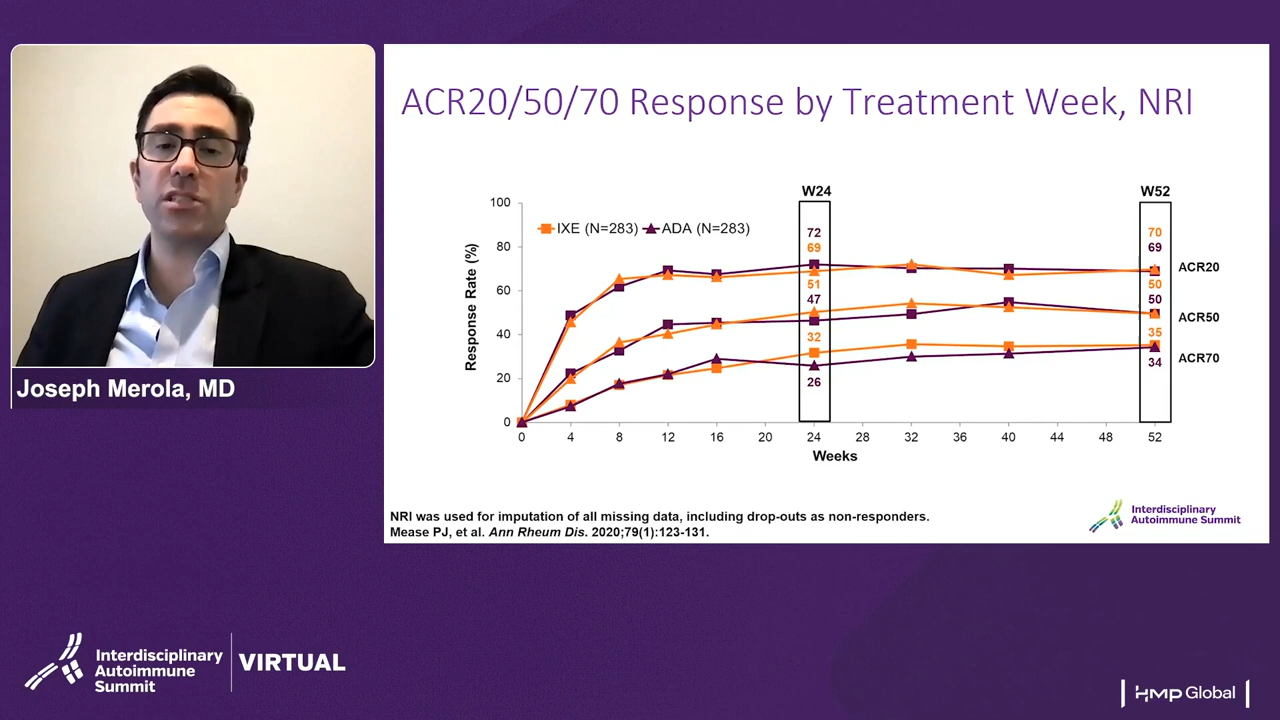 ACR20/50/70 Response by Treatment Week, NRI
W24
W52
100
80
60
40
20
0
Response Rate (%)
IXE (N=283)
ADA (N=283)
72
69
51
47
32
26
70
69
50
50
35
34
ACR20
ACR50
ACR70
0 4 8 12 16 20 24 28 32 36 40 44 48 52
Weeks
NRI was used for imputation of all missing data, including drop-outs as non-responders.
Mease PJ, et al. Ann Rheum Dis. 2020;79(1):123-131.
Interdisciplinary
Autoimmune Summit
Joseph Merola, MD
Interdisciplinary
Autoimmune
Summit
VIRTUAL
HMP Global